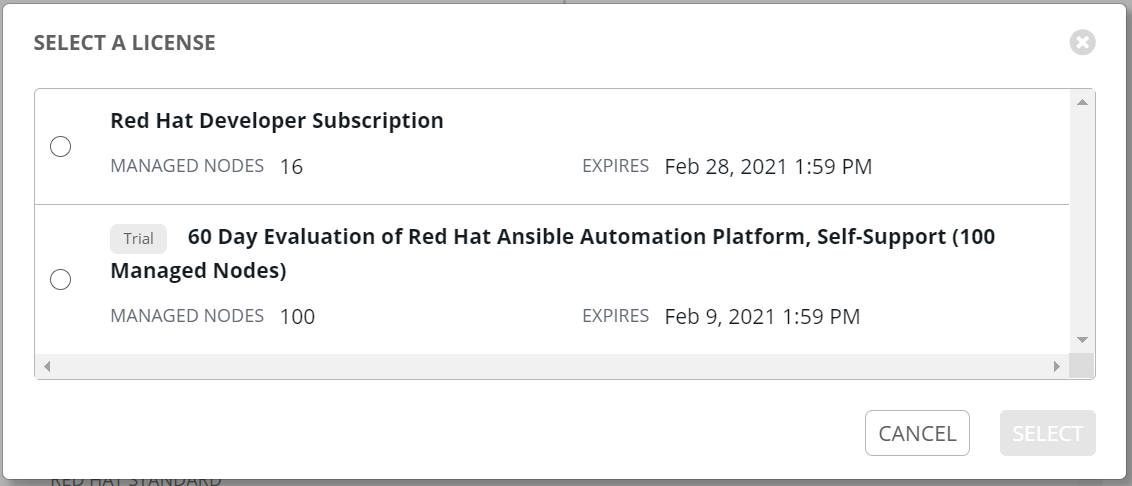 SELECT A LICENSE
Red Hat Developer Subscription
MANAGED NODES 16 EXPIRES Feb 28, 2021 1:59 PM
Trial 60 Day Evaluation of Red Hat Ansible Automation Platform, Self-Support (100
Managed Nodes)
MANAGED NODES 100 EXPIRES Feb 9, 2021 1:59 PM
CANCEL SELECT
RED HAT STANDARD